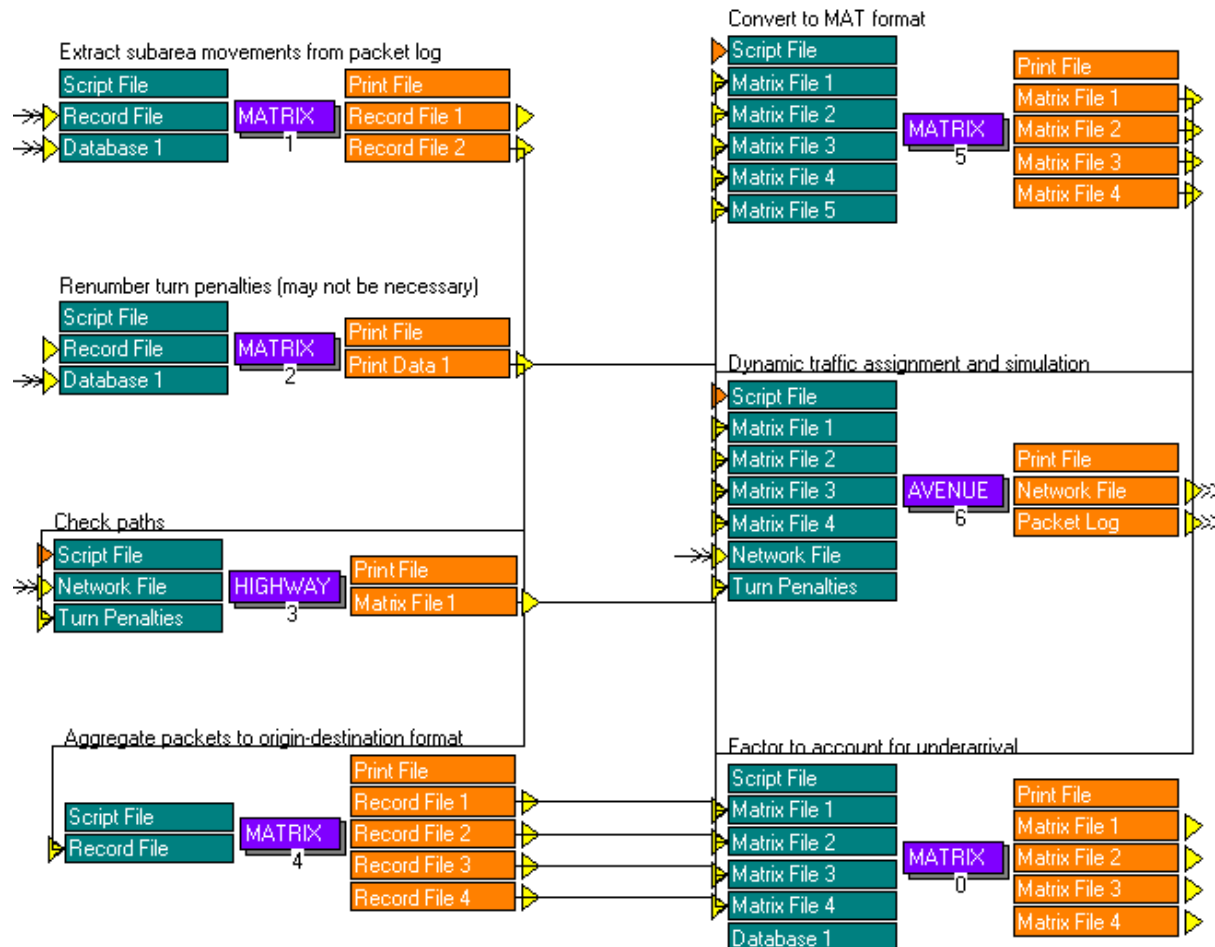 Extract subarea movements from packet log
Script File
Record File
Database 1
MATRIX
1
Print File
Record File 1
Record File 2
Renumber turn penalties (may not be necessary)
Script File
Record File
Database 1
MATRIX
2
Print File
Print Data 1
Check paths
Script File
Network File
Turn Penalties
HIGHWAY
3
Print File
Matrix File 1
Aggregate packets to origin-destination format
Script File
Record File
MATRIX
4
Print File
Record File 1
Record File 2
Record File 3
Record File 4
Convert to MAT format
Script File
Matrix File 1
Matrix File 2
Matrix File 3
Matrix File 4
Matrix File 5
MATRIX
5
Print File
Matrix File 1
Matrix File 2
Matrix File 3
Matrix File 4
Dynamic traffic assignment and simulation
Script File
Matrix File 1
Matrix File 2
Matrix File 3
Matrix File 4
Network File
Turn Penalties
AVENUE
6
Print File
Network File
Packet Log
Factor to account for underarrival
Script File
Matrix File 1
Matrix File 2
Matrix File 3
Matrix File 4
Database 1
MATRIX
0
Print File
Matrix File 1
Matrix File 2
Matrix File 3
Matrix File 4